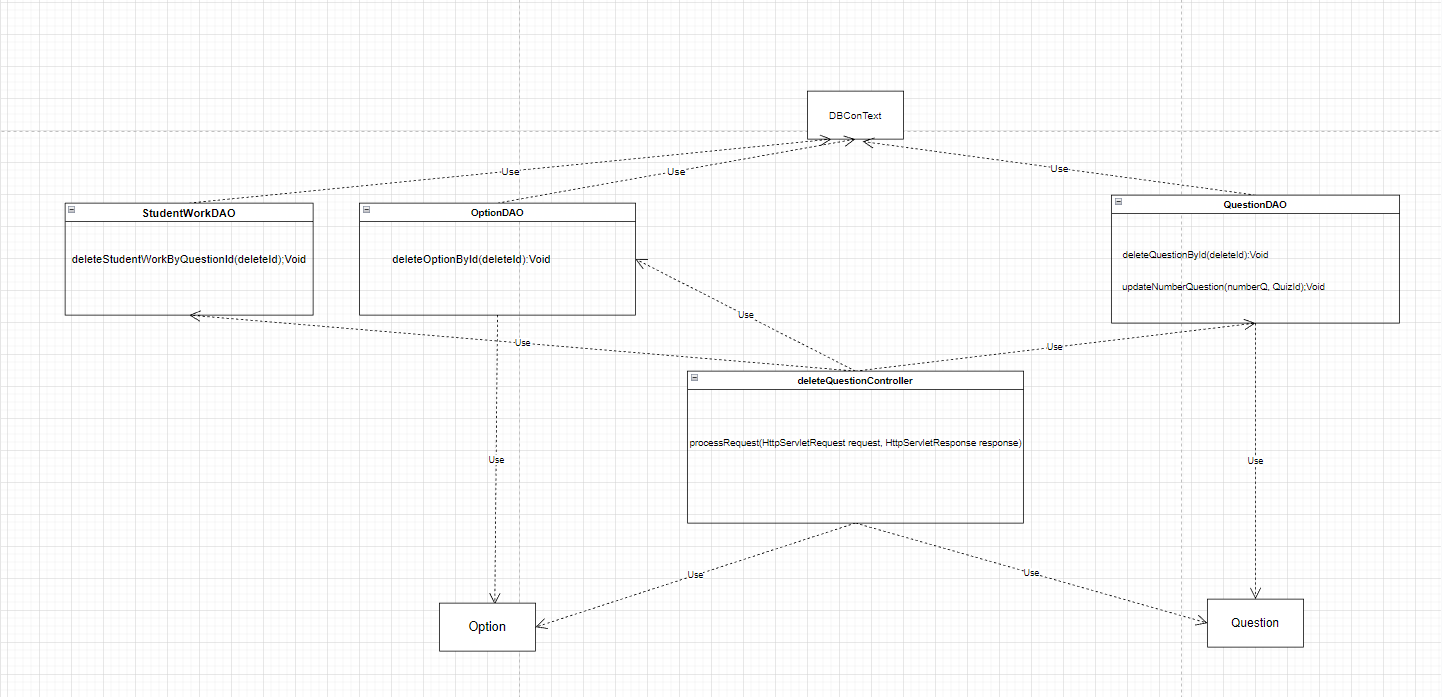 DBConText
Use
Use
Use
StudentWorkDAO
OptionDAO
QuestionDAO
deleteStudentWorkByQuestionId(deleteId);Void
deleteOptionById(deleteId):Void
deleteQuestionById(deleteId):Void
updateNumberQuestion(numberQ, QuizId);Void
Use
Use
Use
deleteQuestionController
processRequest(HttpServletRequest request, HttpServletResponse response)
Use
Use
Use
Use
Option
Question